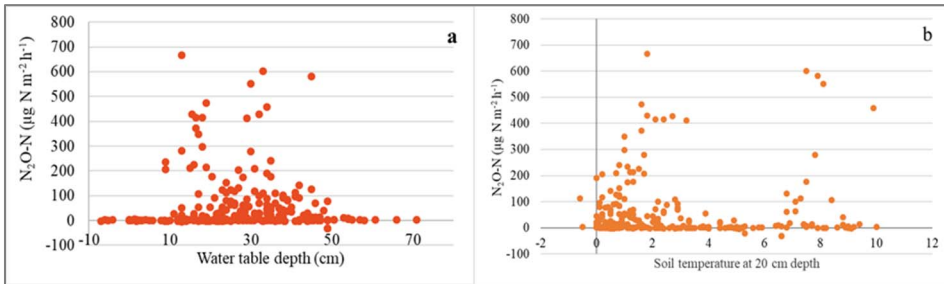 a
800
700
600
500
400
300
200
100
0
-100
N₂O-N (µg N m⁻² h⁻¹)
-10 10 30 50 70
Water table depth (cm)
b
800
700
600
500
400
300
200
100
0
-100
N₂O-N (µg N m⁻² h⁻¹)
-2 0 2 4 6 8 10 12
Soil temperature at 20 cm depth